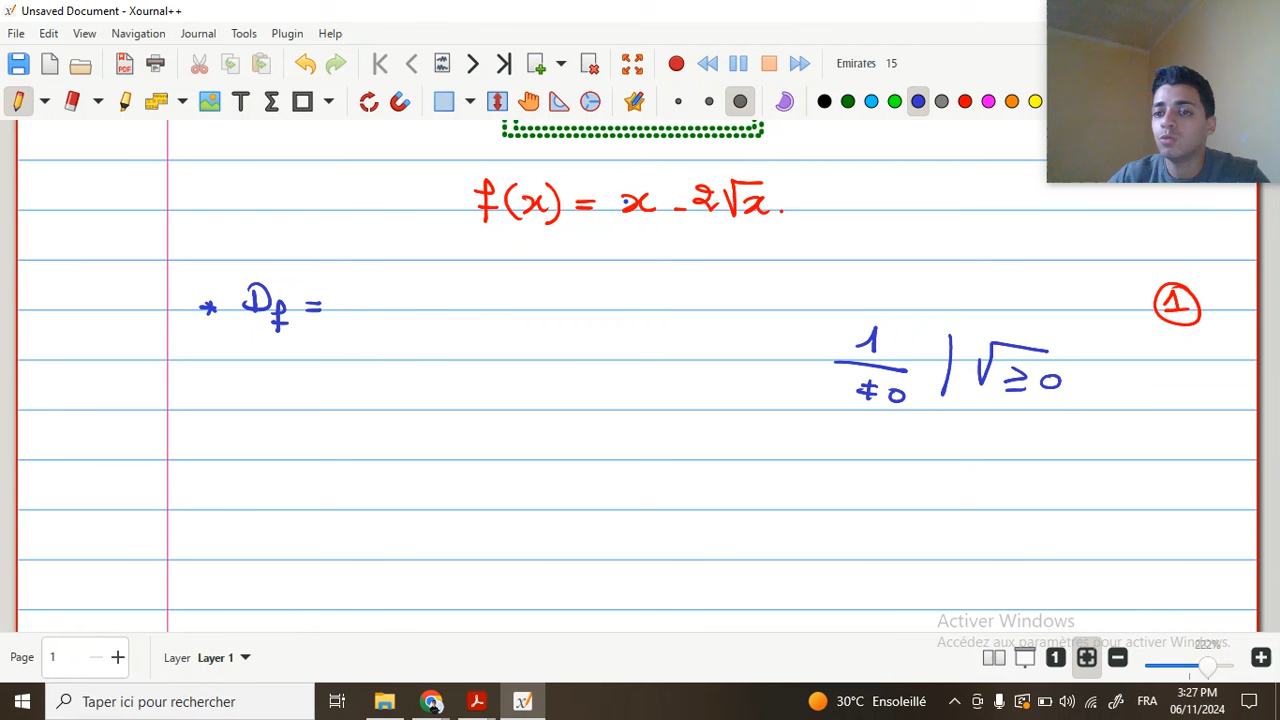 Unsaved Document - Xournal++
File Edit View Navigation Journal Tools Plugin Help
Emirates 15
f(x) = x - 2√x.
* Df =
1
1/≠0 | √≥0
Activer Windows
Accédez aux paramètres pour activer Windows.
222%
Page 1 Layer Layer 1
1
Taper ici pour rechercher
30°C Ensoleillé
FRA
3:27 PM
06/11/2024